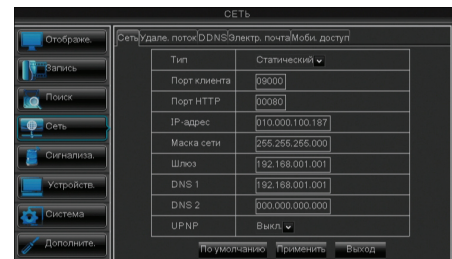 СЕТЬ
Отображе.
Запись
Поиск
Сеть
Сигнализа.
Устройств.
Система
Дополните.
Сеть Удале. поток DDNS Электр. почта Моби. доступ
Тип Статический
Порт клиента 09000
Порт HTTP 00080
IP-адрес 010.000.100.187
Маска сети 255.255.255.000
Шлюз 192.168.001.001
DNS 1 192.168.001.001
DNS 2 000.000.000.000
UPNP Выкл.
По умолчанию Применить Выход